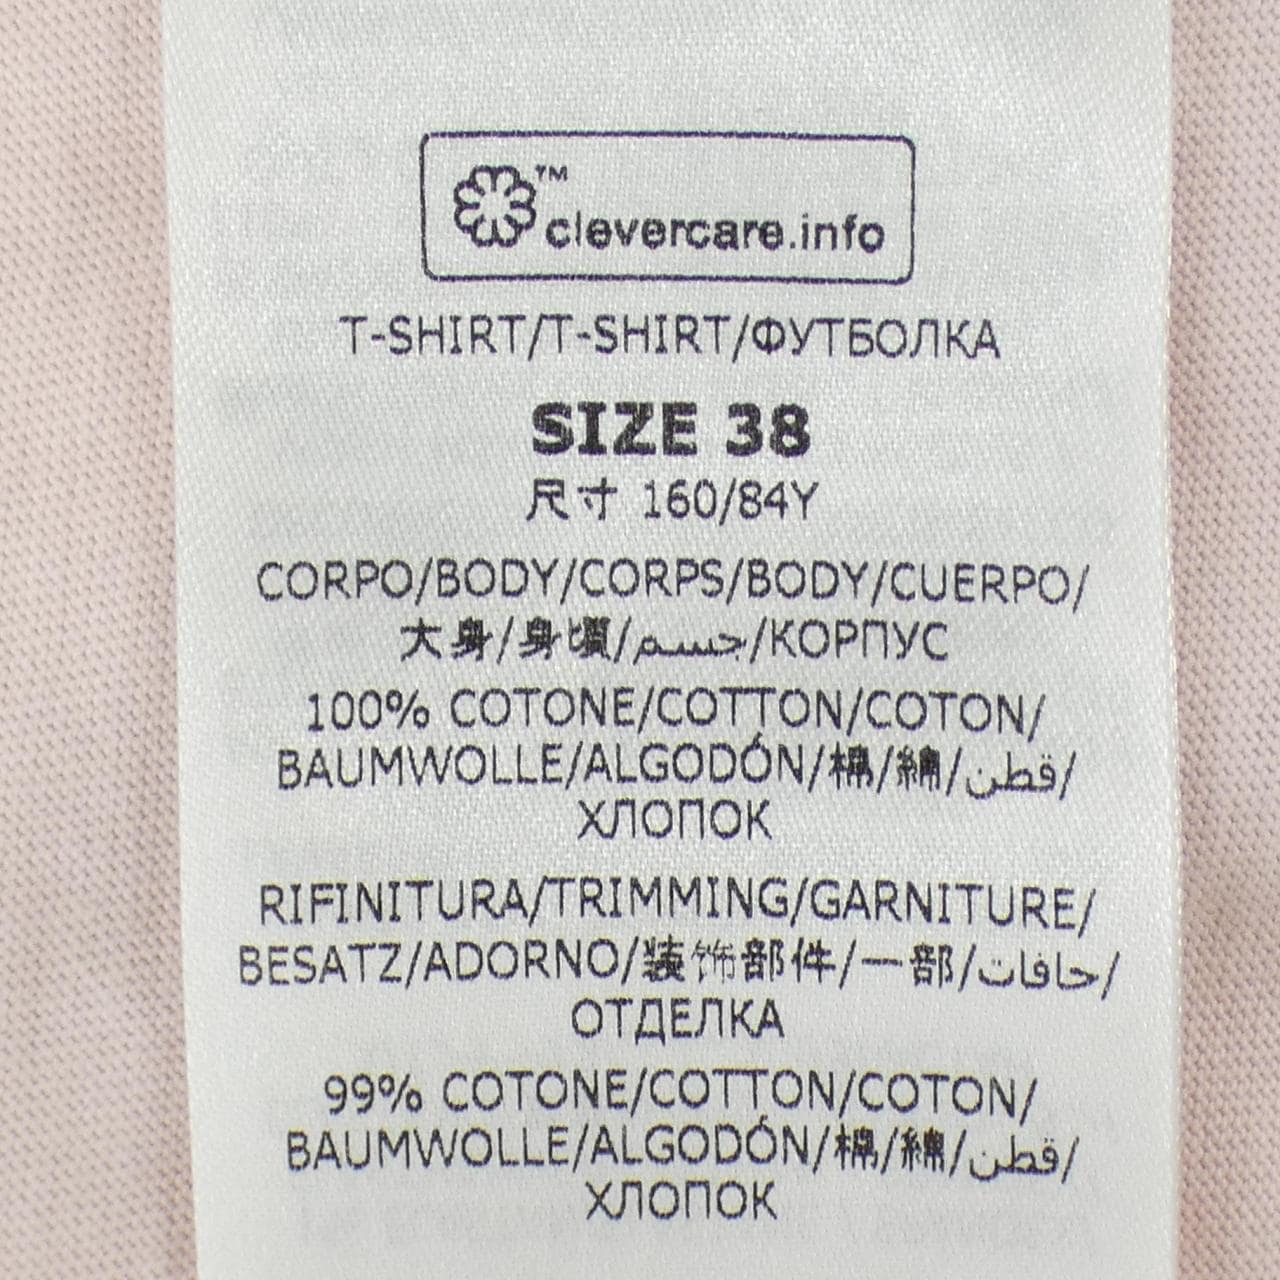 ™
clevercare.info
T-SHIRT/T-SHIRT/ФУТБОЛКА
SIZE 38
尺寸 160/84Y
CORPO/BODY/CORPS/BODY/CUERPO/
大身/身頃/جسم/КОРПУС
100% COTONE/COTTON/COTON/
BAUMWOLLE/ALGODÓN/棉/綿/قطن/
ХЛОПОК
RIFINITURA/TRIMMING/GARNITURE/
BESATZ/ADORNO/装饰部件/一部/حافات/
ОТДЕЛКА
99% COTONE/COTTON/COTON/
BAUMWOLLE/ALGODÓN/棉/綿/قطن/
ХЛОПОК